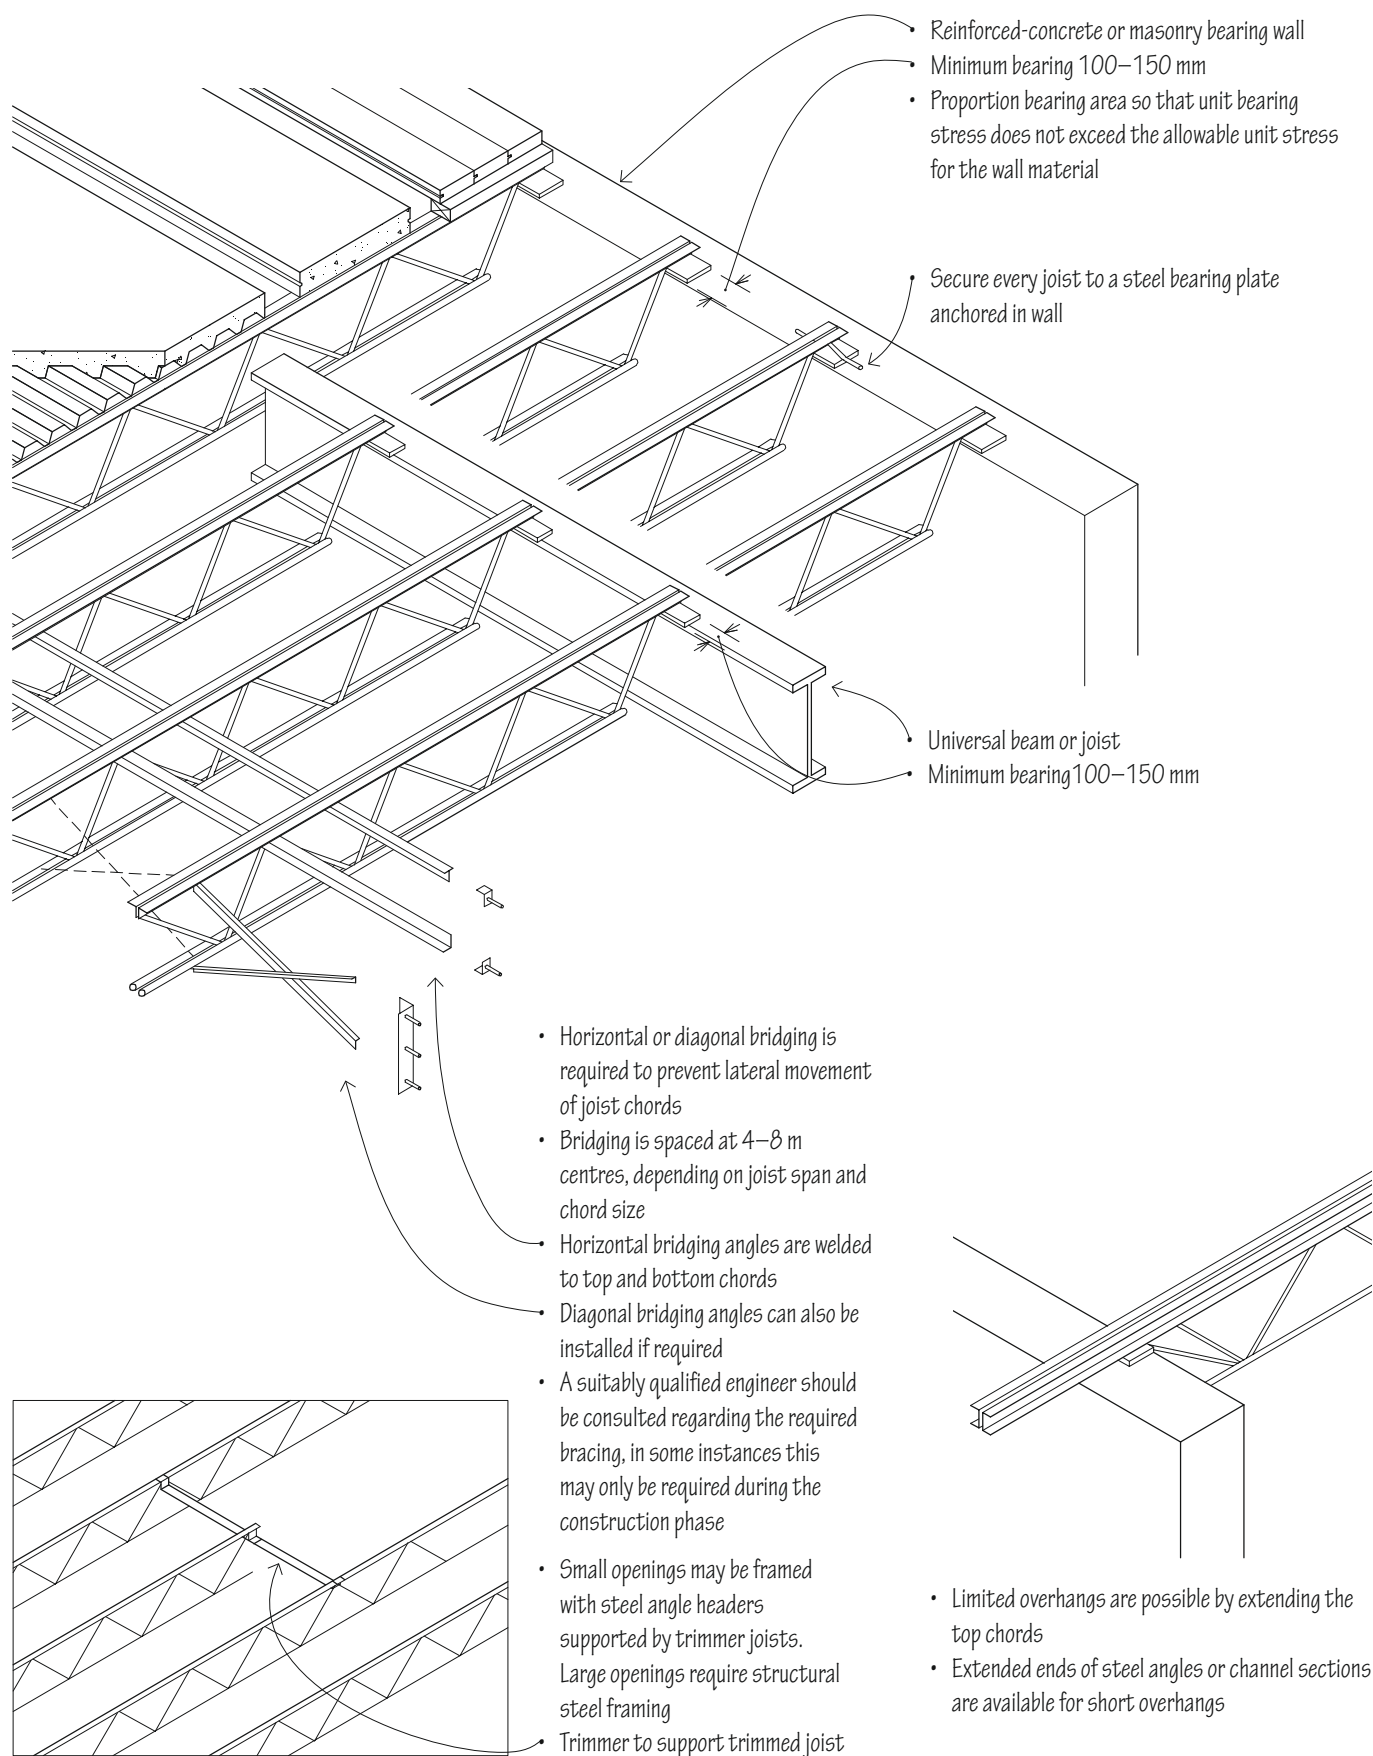 • Reinforced-concrete or masonry bearing wall
• Minimum bearing 100–150 mm
• Proportion bearing area so that unit bearing
stress does not exceed the allowable unit stress
for the wall material
• Secure every joist to a steel bearing plate
anchored in wall
• Universal beam or joist
• Minimum bearing100–150 mm
• Horizontal or diagonal bridging is
required to prevent lateral movement
of joist chords
• Bridging is spaced at 4–8 m
centres, depending on joist span and
chord size
• Horizontal bridging angles are welded
to top and bottom chords
• Diagonal bridging angles can also be
installed if required
• A suitably qualified engineer should
be consulted regarding the required
bracing, in some instances this
may only be required during the
construction phase
• Small openings may be framed
with steel angle headers
supported by trimmer joists.
Large openings require structural
steel framing
• Trimmer to support trimmed joist
• Limited overhangs are possible by extending the
top chords
• Extended ends of steel angles or channel sections
are available for short overhangs